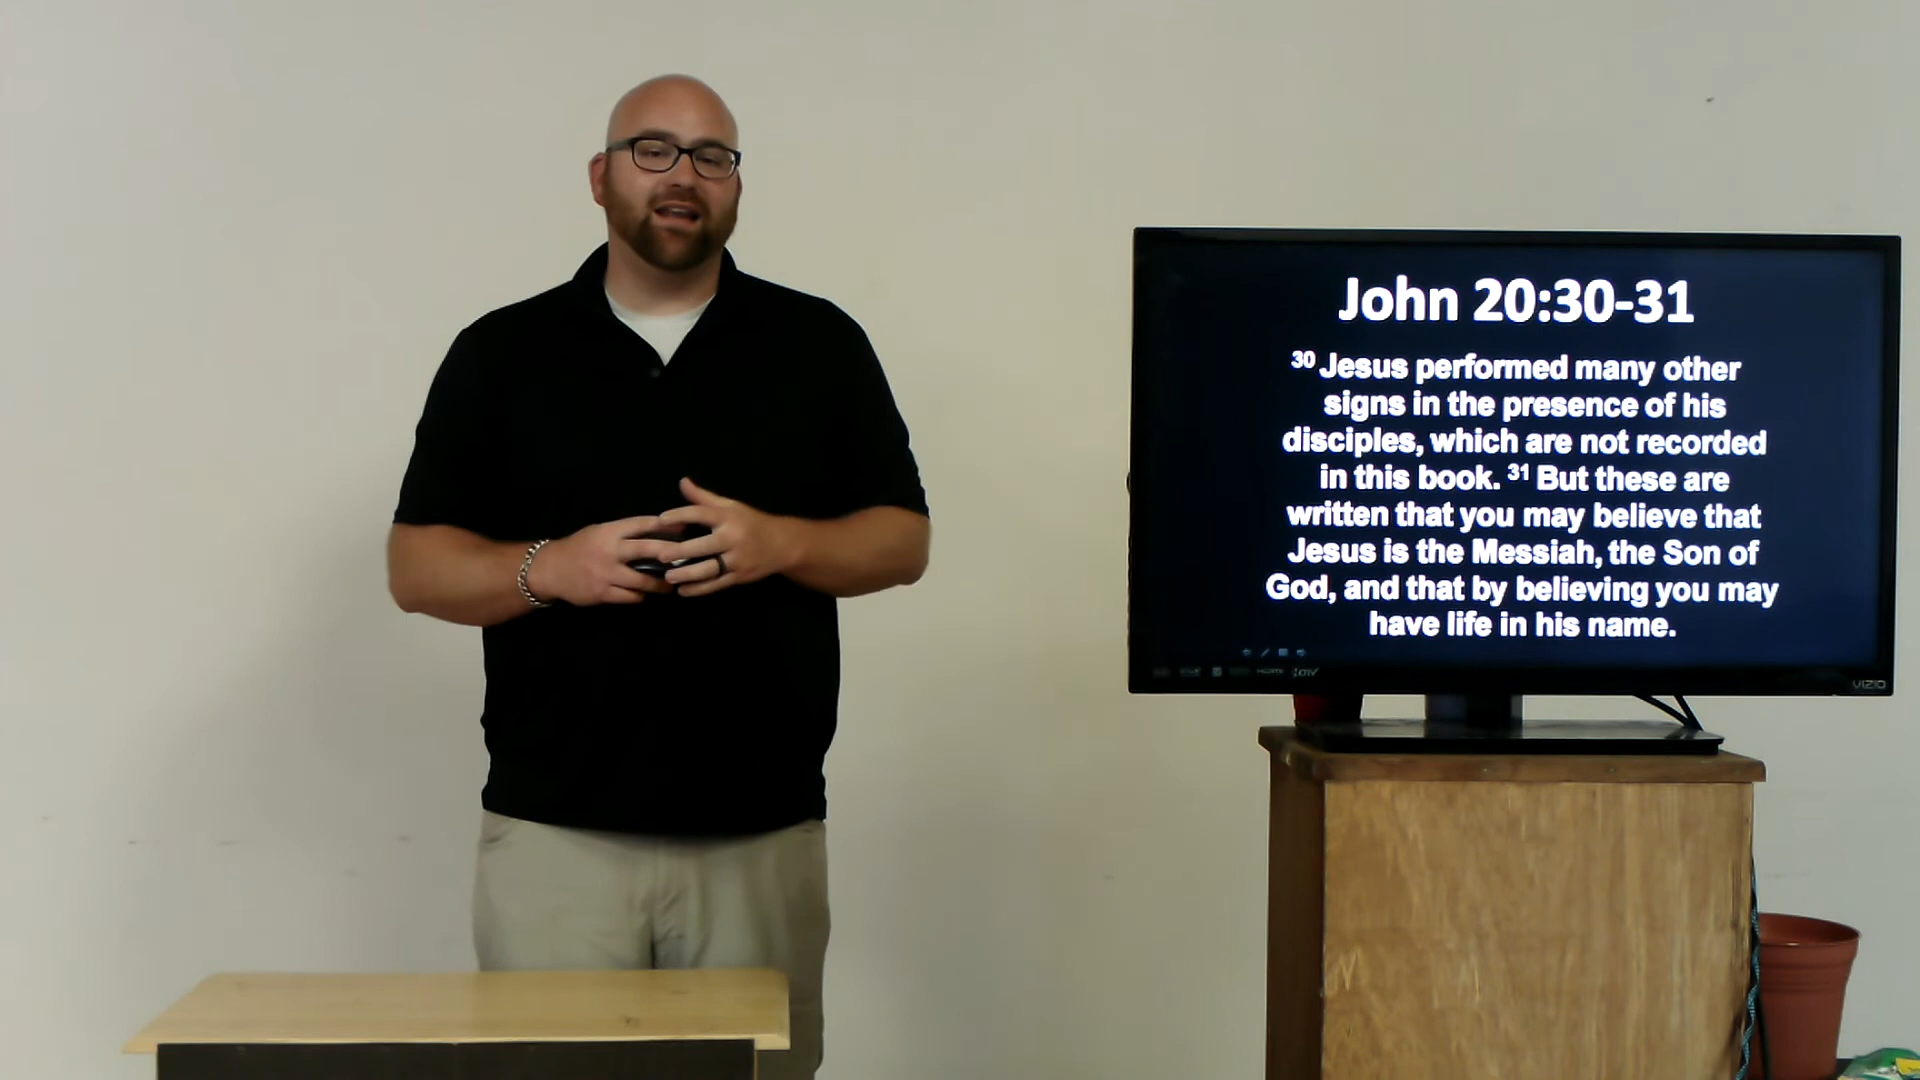 John 20:30-31
30 Jesus performed many other
signs in the presence of his
disciples, which are not recorded
in this book. 31 But these are
written that you may believe that
Jesus is the Messiah, the Son of
God, and that by believing you may
have life in his name.
VIZIO